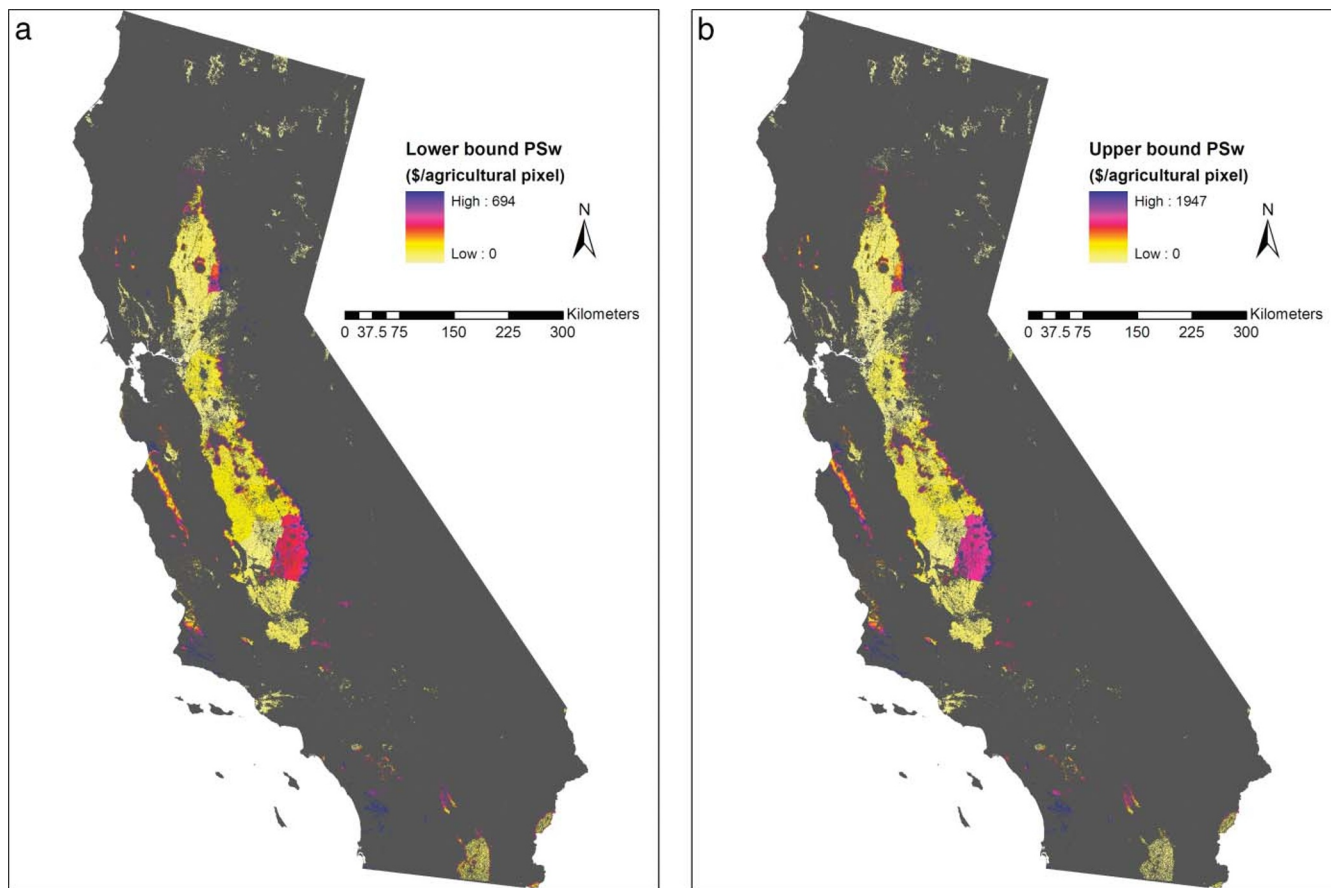 a
Lower bound PSw
($/agricultural pixel)
High : 694
Low : 0
N
Kilometers
0 37.5 75 150 225 300
b
Upper bound PSw
($/agricultural pixel)
High : 1947
Low : 0
N
Kilometers
0 37.5 75 150 225 300